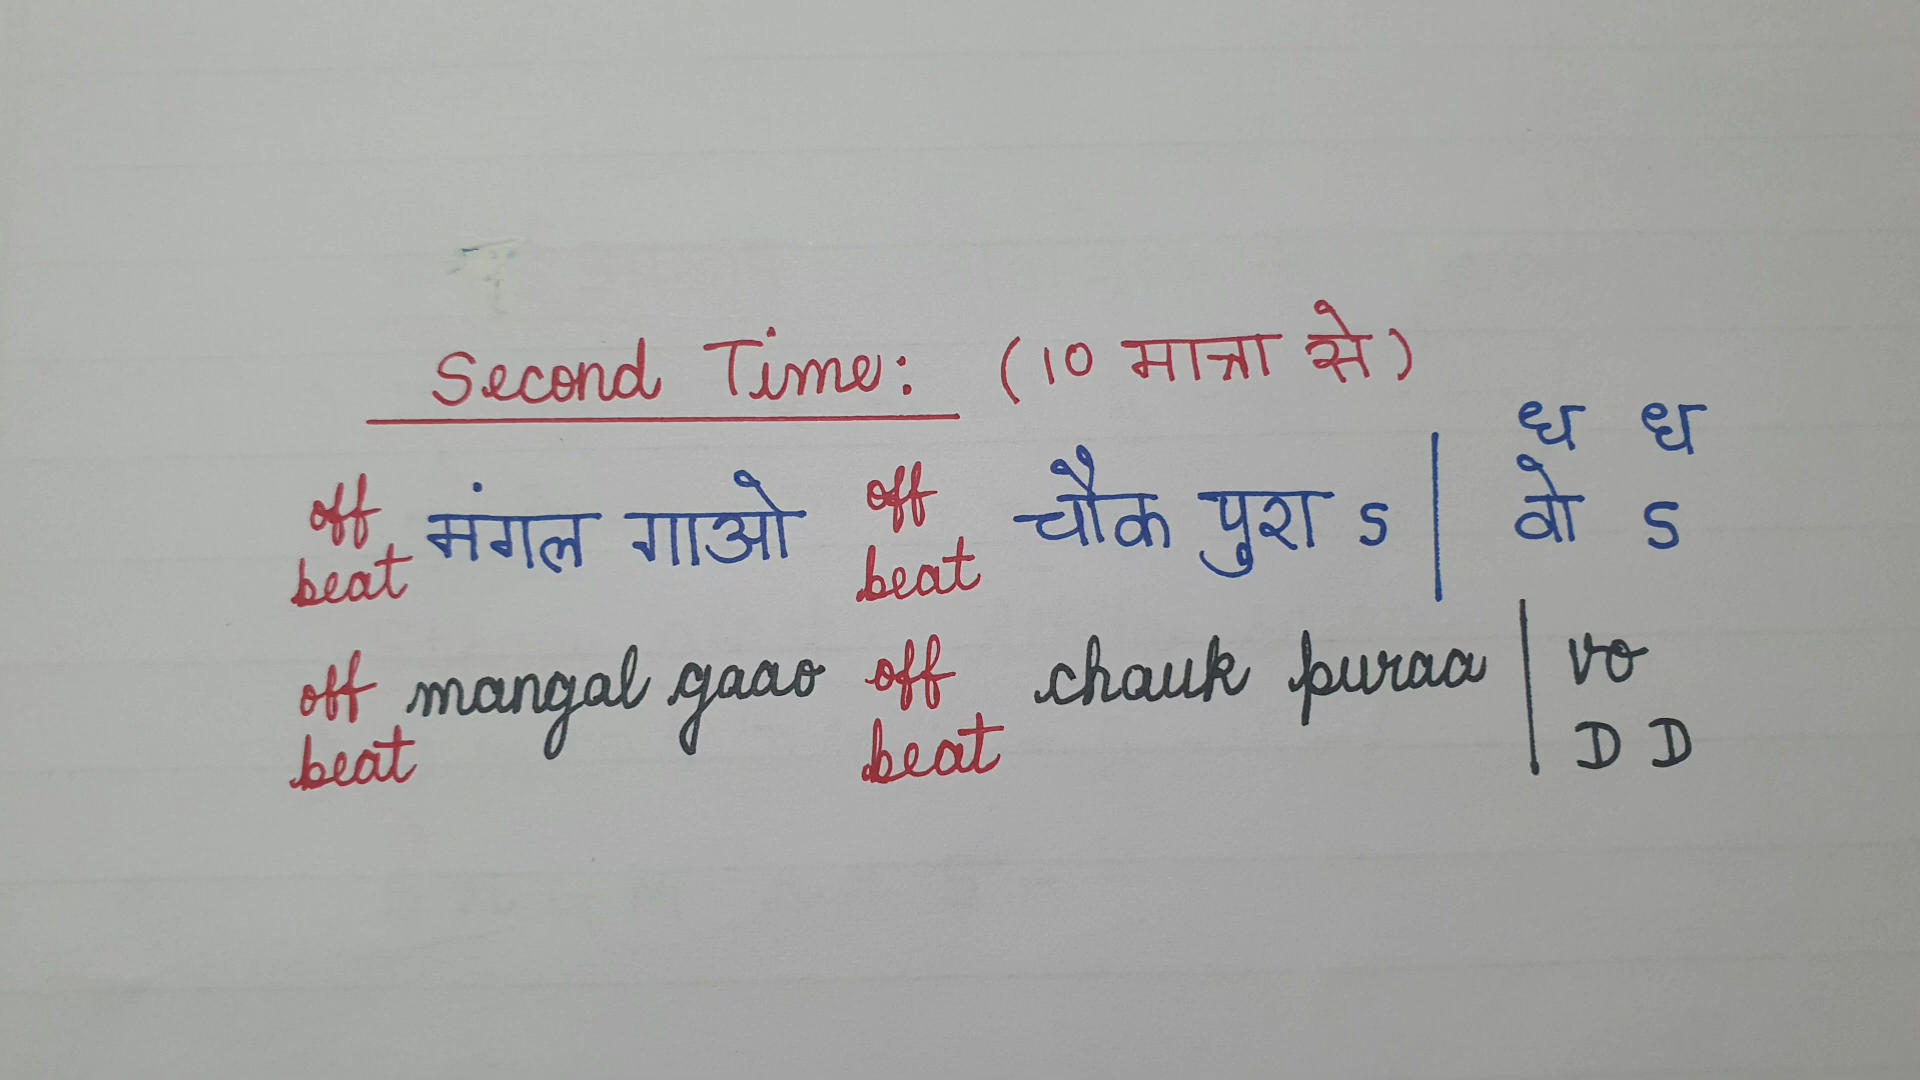 Second Time: (10 मात्रा से)
ध ध
off beat मंगल गाओ off beat चौक पुरा ऽ | वो ऽ
off beat mangal gaao off beat chauk puraa | vo
D D